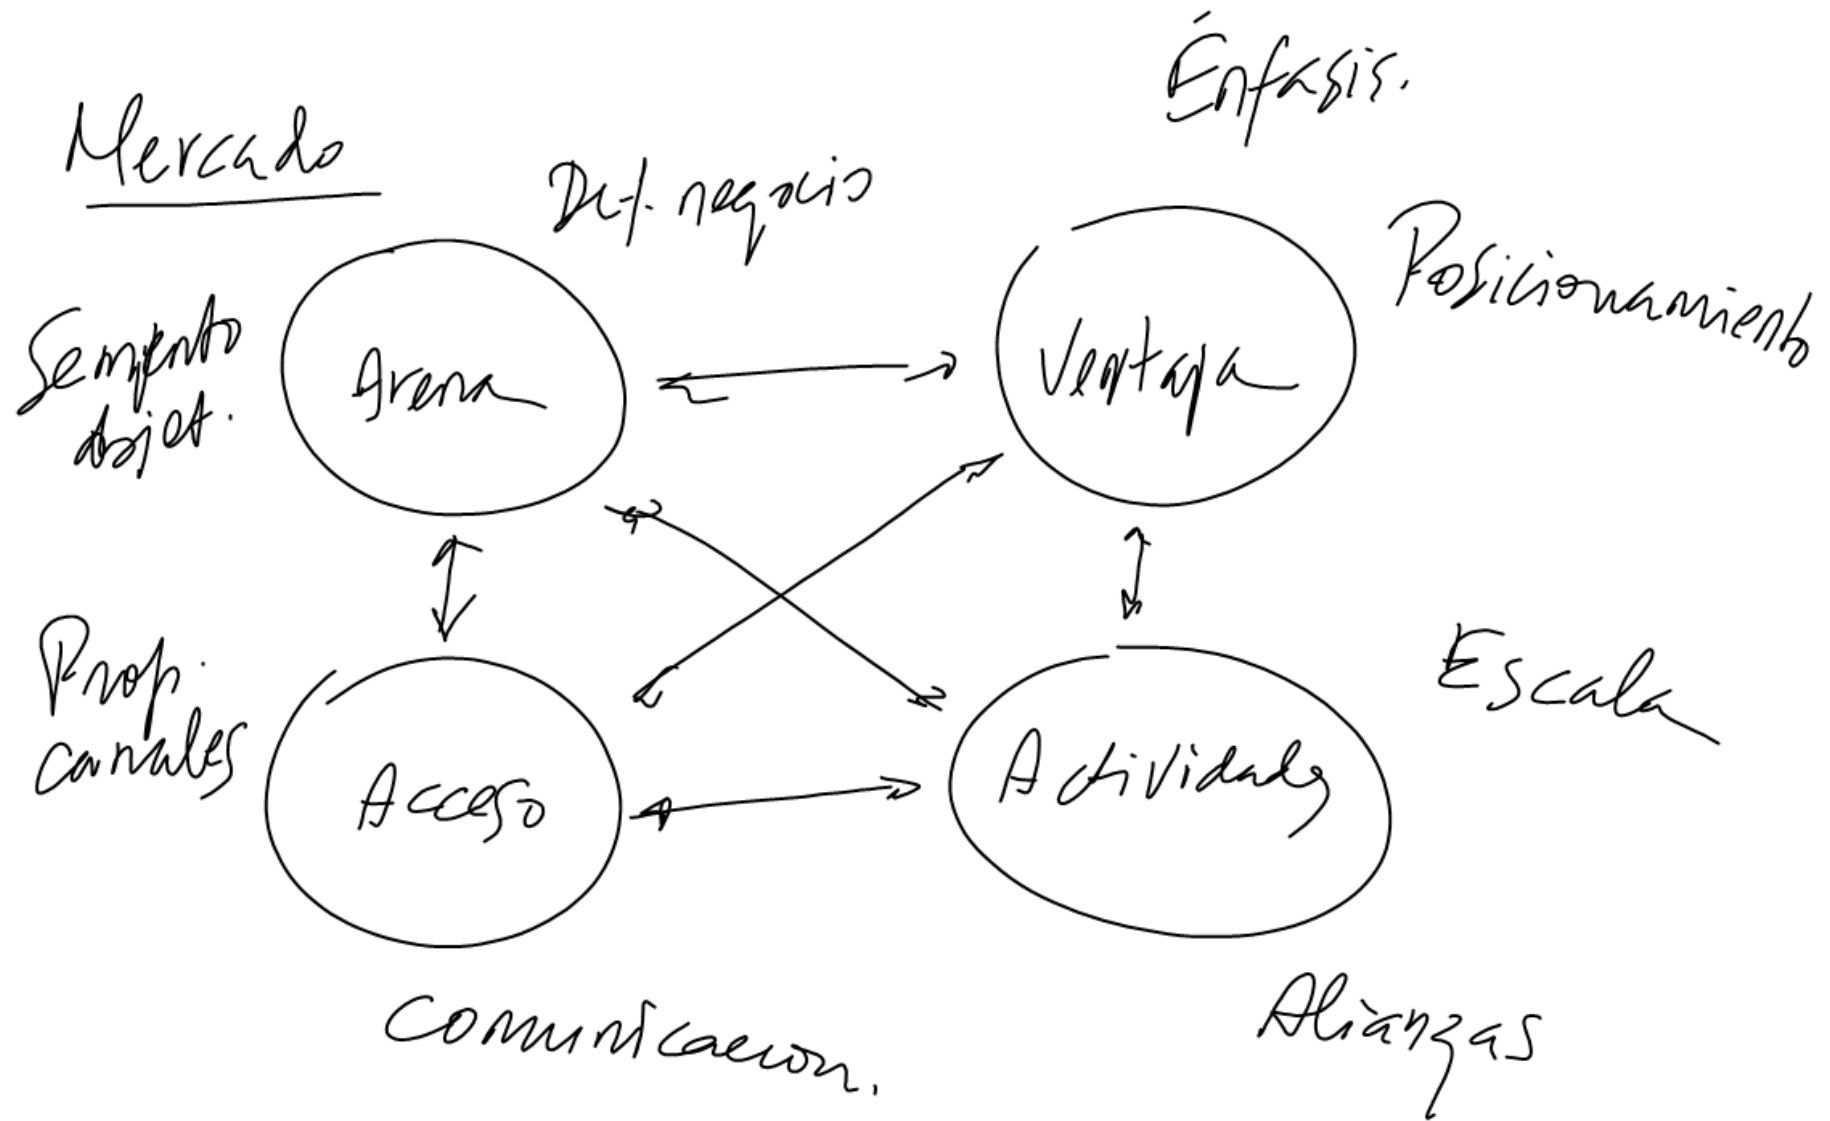 Énfasis.
Mercado
Def. negocio
Segmento
objet.
Arena
Ventaja
Posicionamiento
Prop.
canales
Acceso
Actividades
Escala
Comunicacion.
Alianzas